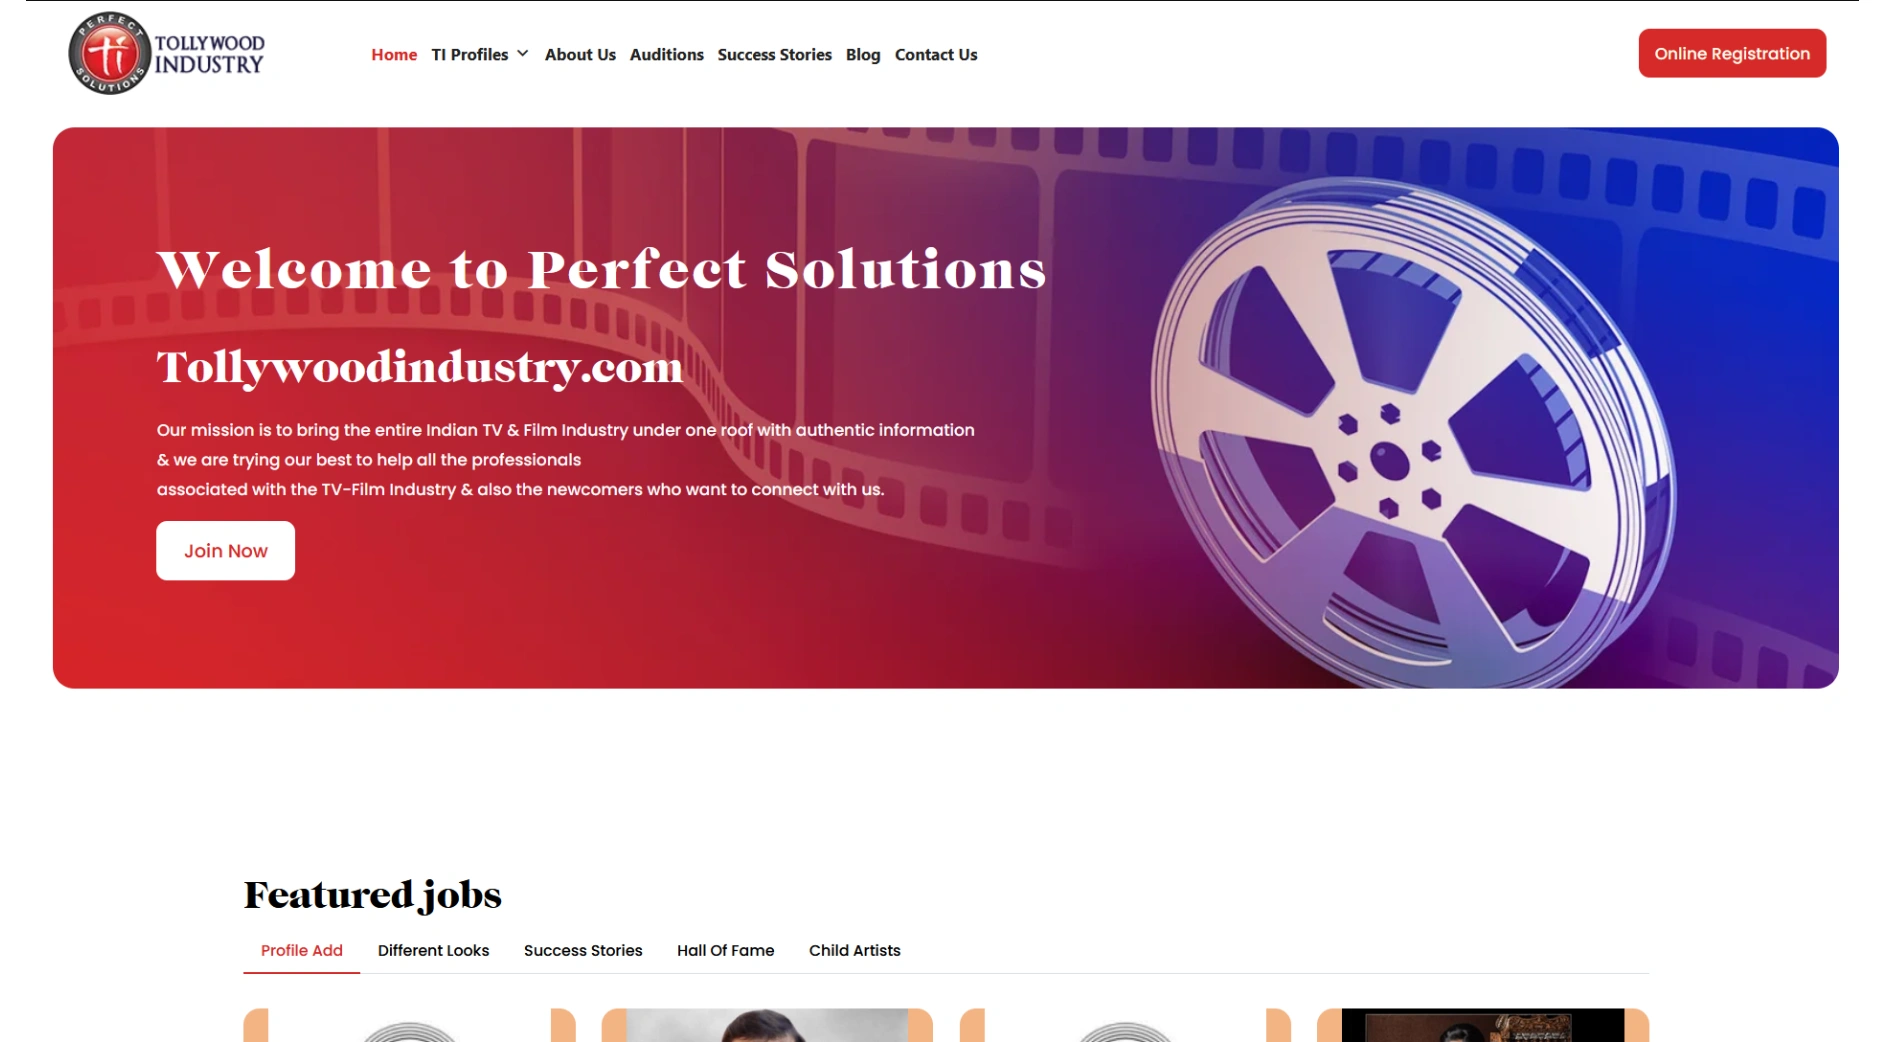 PERFECT
ti
SOLUTIONS
TOLLYWOOD
INDUSTRY
Home TI Profiles About Us Auditions Success Stories Blog Contact Us
Online Registration
Welcome to Perfect Solutions
Tollywoodindustry.com
Our mission is to bring the entire Indian TV & Film Industry under one roof with authentic information
& we are trying our best to help all the professionals
associated with the TV-Film Industry & also the newcomers who want to connect with us.
Join Now
Featured jobs
Profile Add Different Looks Success Stories Hall Of Fame Child Artists